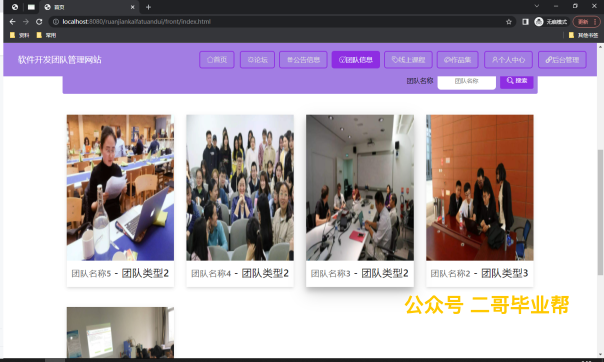 首页
localhost:8080/ruanjiankaifatuandui/front/index.html
无痕模式
更新
资料
常用
其他书签
软件开发团队管理网站
首页
论坛
公告信息
团队信息
线上课程
作品集
个人中心
后台管理
团队名称
团队名称
搜索
团队名称5 - 团队类型2
团队名称4 - 团队类型2
团队名称3 - 团队类型2
团队名称2 - 团队类型3
公众号 二哥毕业帮